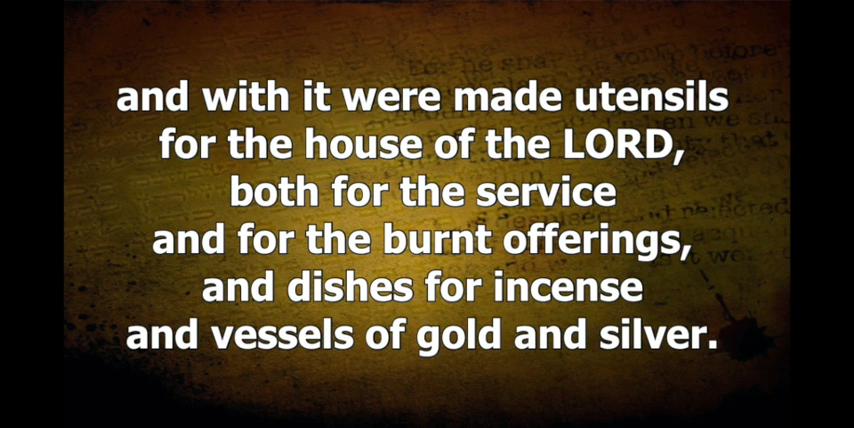 and with it were made utensils
for the house of the LORD,
both for the service
and for the burnt offerings,
and dishes for incense
and vessels of gold and silver.